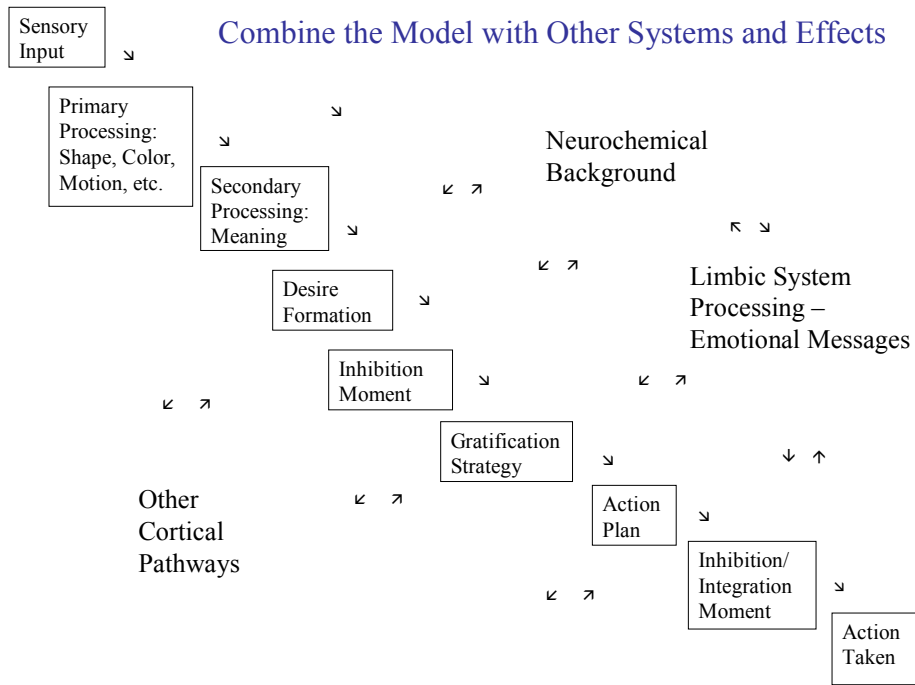 Combine the Model with Other Systems and Effects
Sensory
Input
Primary
Processing:
Shape, Color,
Motion, etc.
Secondary
Processing:
Meaning
Neurochemical
Background
Desire
Formation
Limbic System
Processing –
Emotional Messages
Inhibition
Moment
Gratification
Strategy
Other
Cortical
Pathways
Action
Plan
Inhibition/
Integration
Moment
Action
Taken